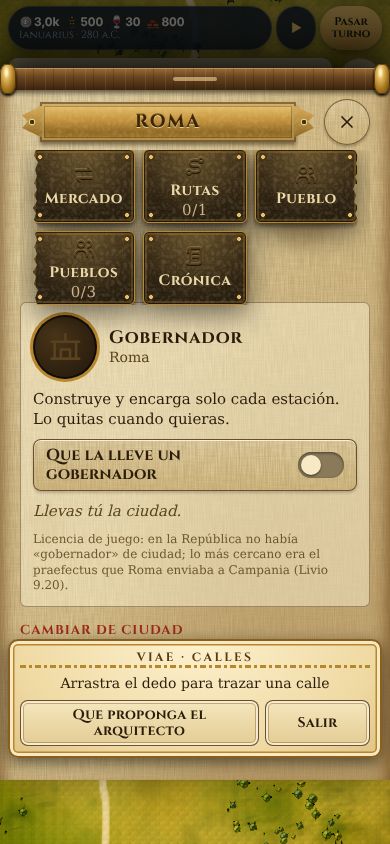 3,0k 500 30 800
IANUARIUS · 280 A.C.
PASAR
TURNO
ROMA
MERCADO
RUTAS
0/1
PUEBLO
PUEBLOS
0/3
CRÓNICA
GOBERNADOR
Roma
Construye y encarga solo cada estación.
Lo quitas cuando quieras.
QUE LA LLEVE UN
GOBERNADOR
Llevas tú la ciudad.
Licencia de juego: en la República no había
«gobernador» de ciudad; lo más cercano era el
praefectus que Roma enviaba a Campania (Livio
9.20).
CAMBIAR DE CIUDAD
VIAE · CALLES
Arrastra el dedo para trazar una calle
QUE PROPONGA EL
ARQUITECTO
SALIR